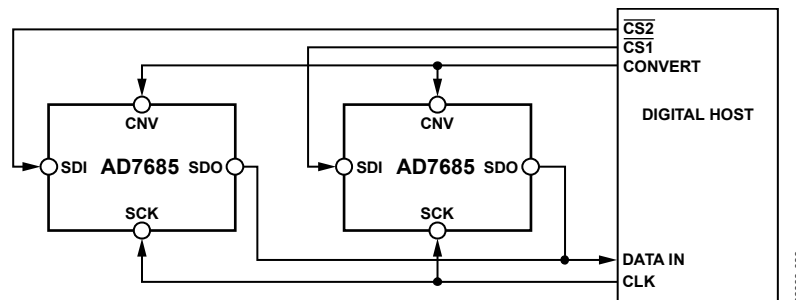 CS2
CS1
CONVERT
DIGITAL HOST
CNV
CNV
SDI AD7685 SDO
SDI AD7685 SDO
SCK
SCK
DATA IN
CLK